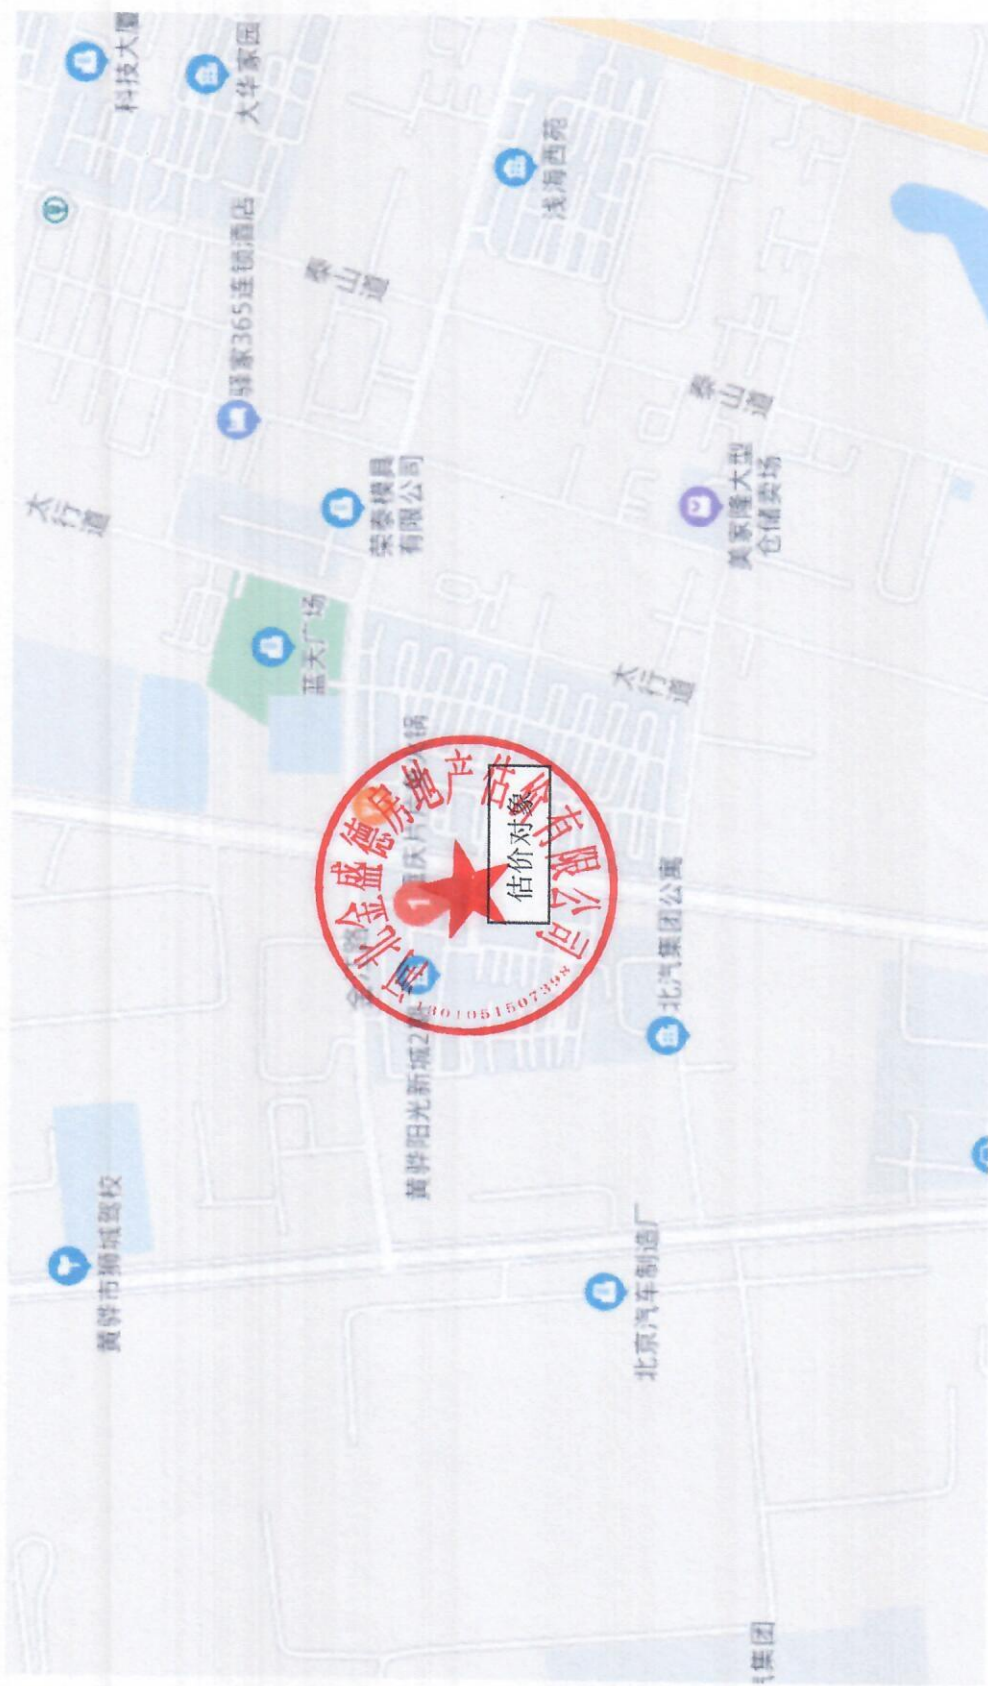 科技大厦
大华家园
浅海西苑
驿家365连锁酒店
泰山道
泰山道
太行道
荣泰模具
有限公司
美家隆大型
仓储卖场
蓝天广场
太行道
河北金盛德房地产估价有限公司
1
估价对象
北汽集团公寓
黄骅阳光新城2期
黄骅市狮城驾校
北京汽车制造厂
集团